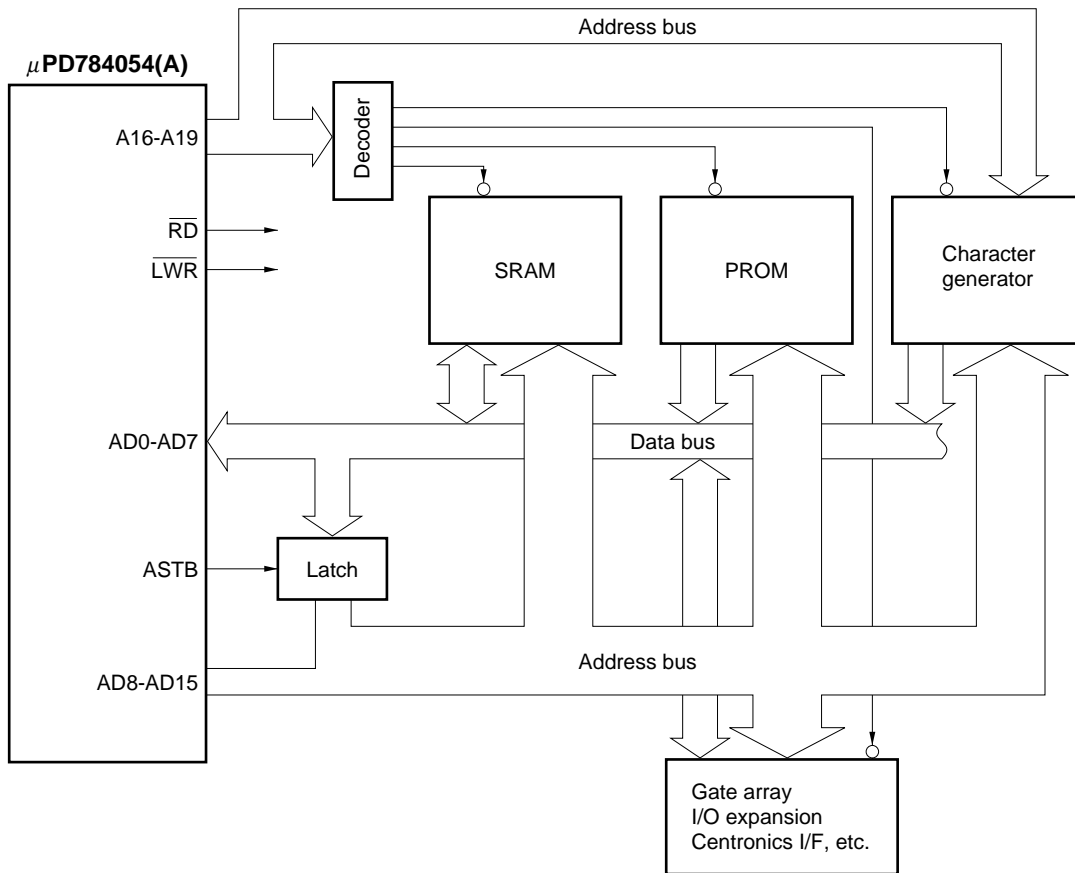 Address bus
μPD784054(A)
A16-A19
Decoder
RD
LWR
SRAM
PROM
Character
generator
AD0-AD7
Data bus
ASTB
Latch
Address bus
AD8-AD15
Gate array
I/O expansion
Centronics I/F, etc.